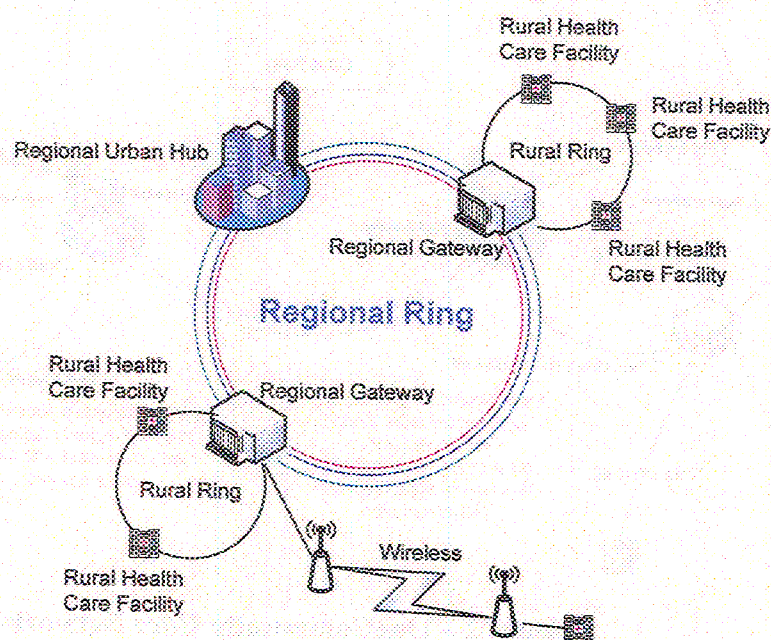 Rural Health
Care Facility
Rural Health
Care Facility
Rural Ring
Regional Urban Hub
Regional Gateway
Rural Health
Care Facility
Regional Ring
Rural Health
Care Facility
Regional Gateway
Rural Ring
Wireless
Rural Health
Care Facility